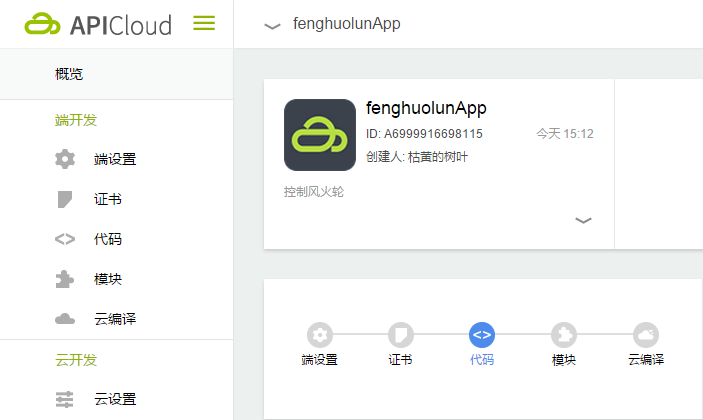 APICloud
fenghuolunApp
概览
端开发
端设置
证书
代码
模块
云编译
云开发
云设置
fenghuolunApp
ID: A6999916698115
今天 15:12
创建人: 枯黄的树叶
控制风火轮
端设置 证书 代码 模块 云编译